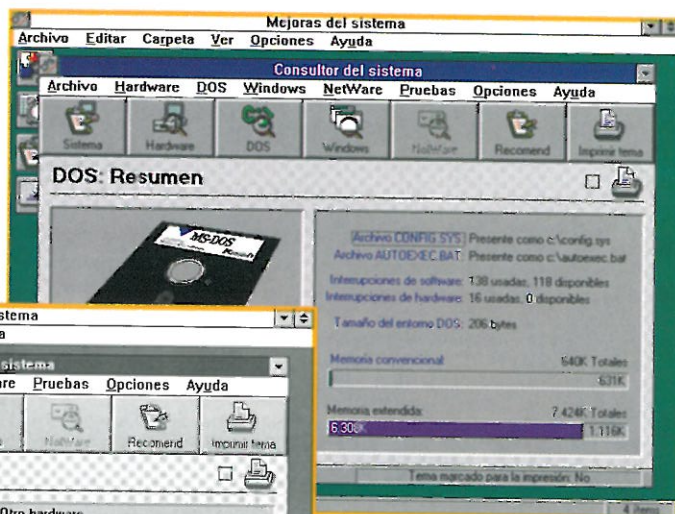 Mejoras del sistema
Archivo Editar Carpeta Ver Opciones Ayuda
Consultor del sistema
Archivo Hardware DOS Windows NetWare Pruebas Opciones Ayuda
Sistema Hardware DOS Windows NetWare Recomend Imprimir tema
DOS: Resumen
MS-DOS
Microsoft
Archivo CONFIG.SYS: Presente como c:\config.sys
Archivo AUTOEXEC.BAT: Presente como c:\autoexec.bat
Interrupciones de software: 138 usadas, 118 disponibles
Interrupciones de hardware: 16 usadas, 0 disponibles
Tamaño del entorno DOS: 206 bytes
Memoria convencional: 640K Totales
631K
Memoria extendida: 7.424K Totales
6.308K 1.116K
Tema marcado para la impresión: No
4 items
stema
a
sistema
re Pruebas Opciones Ayuda
NetWare Recomend Imprimir tema
Otro hardware